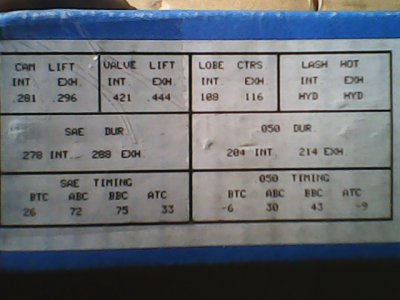 CAM LIFT VALVE LIFT LOBE CTRS LASH HOT
INT EXH. INT. EXH. INT. EXH. INT EXH.
.281 .296 .421 .444 108 116 HYD HYD
SAE DUR. .050 DUR.
278 INT. 288 EXH. 204 INT. 214 EXH.
SAE TIMING .050 TIMING
BTC ABC BBC ATC BTC ABC BBC ATC
26 72 75 33 -6 30 43 -9